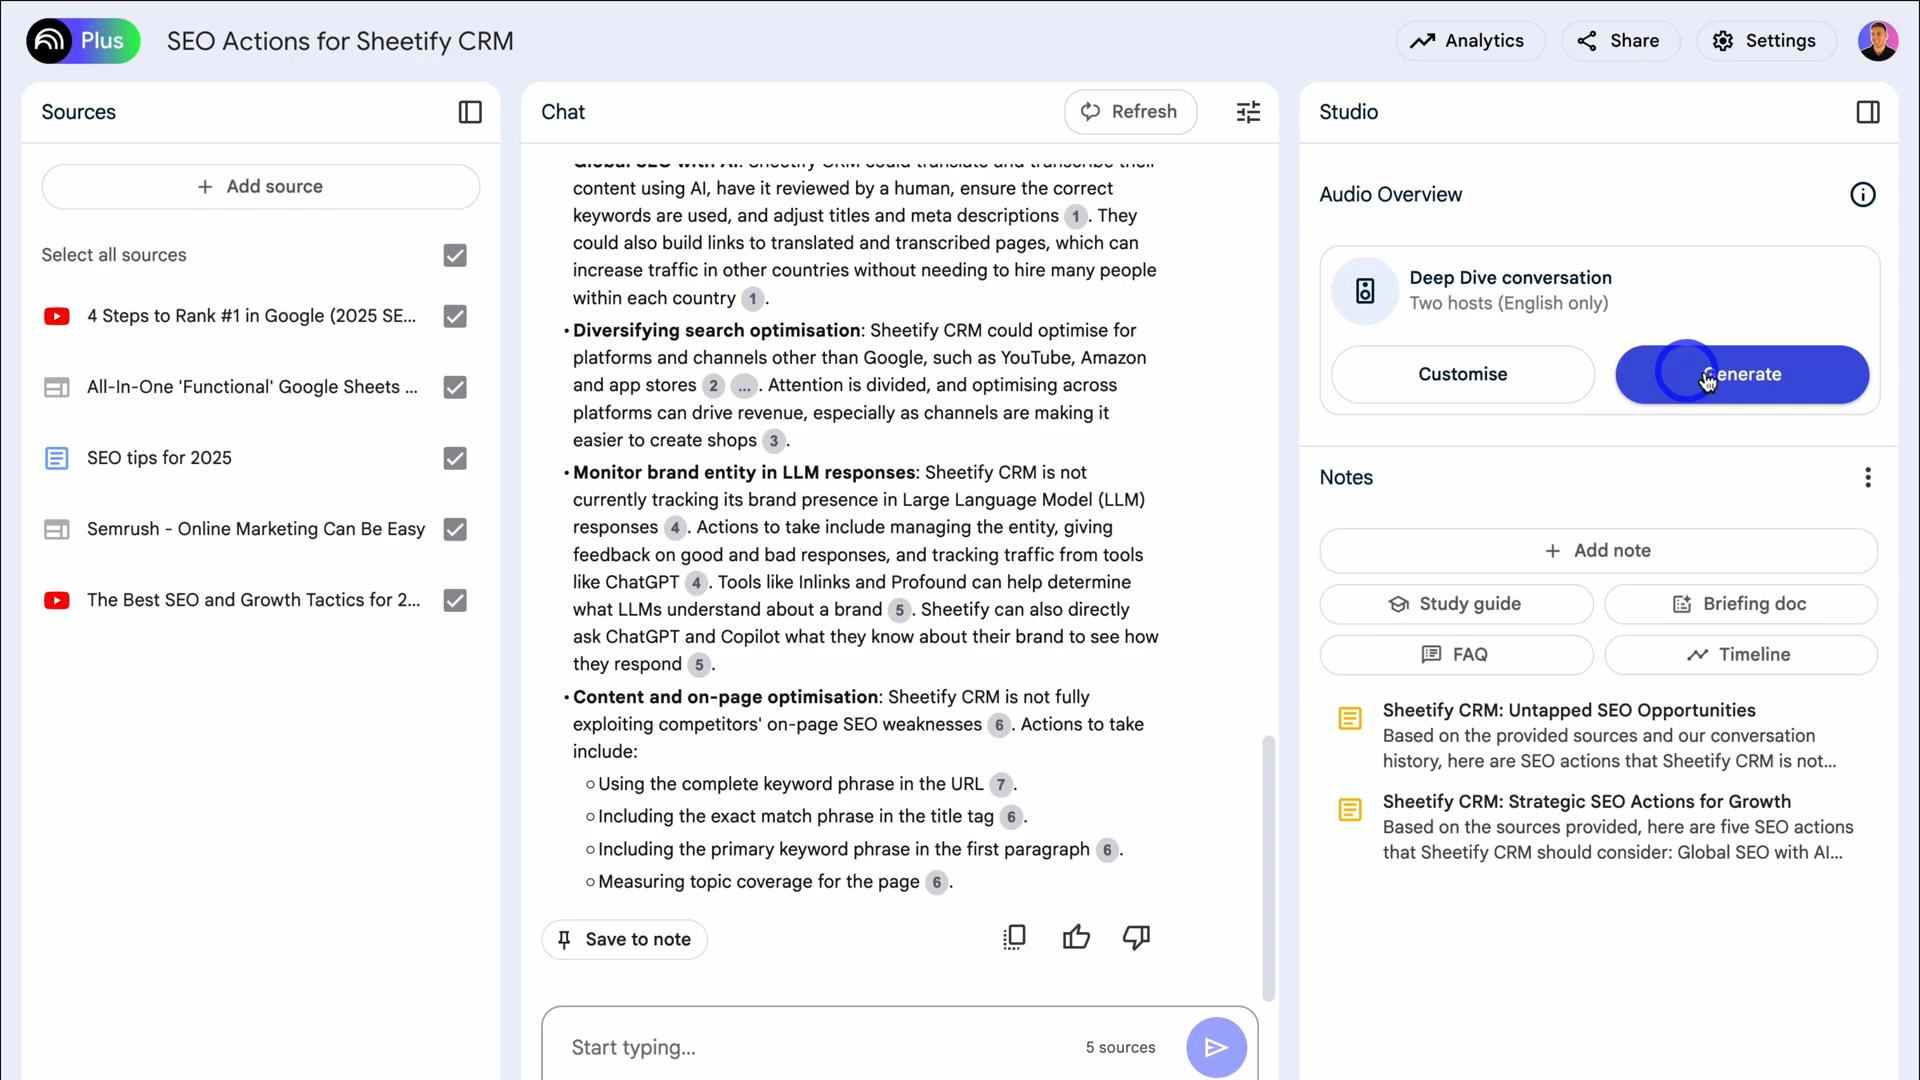 Plus
SEO Actions for Sheetify CRM
Analytics
Share
Settings
Sources
+ Add source
Select all sources
4 Steps to Rank #1 in Google (2025 SE...
All-In-One 'Functional' Google Sheets ...
SEO tips for 2025
Semrush - Online Marketing Can Be Easy
The Best SEO and Growth Tactics for 2...
Chat
Refresh
Global SEO with AI: Sheetify CRM could translate and transcribe their
content using AI, have it reviewed by a human, ensure the correct
keywords are used, and adjust titles and meta descriptions 1. They
could also build links to translated and transcribed pages, which can
increase traffic in other countries without needing to hire many people
within each country 1.
• Diversifying search optimisation: Sheetify CRM could optimise for
platforms and channels other than Google, such as YouTube, Amazon
and app stores 2 ... . Attention is divided, and optimising across
platforms can drive revenue, especially as channels are making it
easier to create shops 3.
• Monitor brand entity in LLM responses: Sheetify CRM is not
currently tracking its brand presence in Large Language Model (LLM)
responses 4. Actions to take include managing the entity, giving
feedback on good and bad responses, and tracking traffic from tools
like ChatGPT 4. Tools like Inlinks and Profound can help determine
what LLMs understand about a brand 5. Sheetify can also directly
ask ChatGPT and Copilot what they know about their brand to see how
they respond 5.
• Content and on-page optimisation: Sheetify CRM is not fully
exploiting competitors' on-page SEO weaknesses 6. Actions to take
include:
○ Using the complete keyword phrase in the URL 7.
○ Including the exact match phrase in the title tag 6.
○ Including the primary keyword phrase in the first paragraph 6.
○ Measuring topic coverage for the page 6.
Save to note
Start typing...
5 sources
Studio
Audio Overview
Deep Dive conversation
Two hosts (English only)
Customise
Generate
Notes
+ Add note
Study guide
Briefing doc
FAQ
Timeline
Sheetify CRM: Untapped SEO Opportunities
Based on the provided sources and our conversation
history, here are SEO actions that Sheetify CRM is not...
Sheetify CRM: Strategic SEO Actions for Growth
Based on the sources provided, here are five SEO actions
that Sheetify CRM should consider: Global SEO with AI...